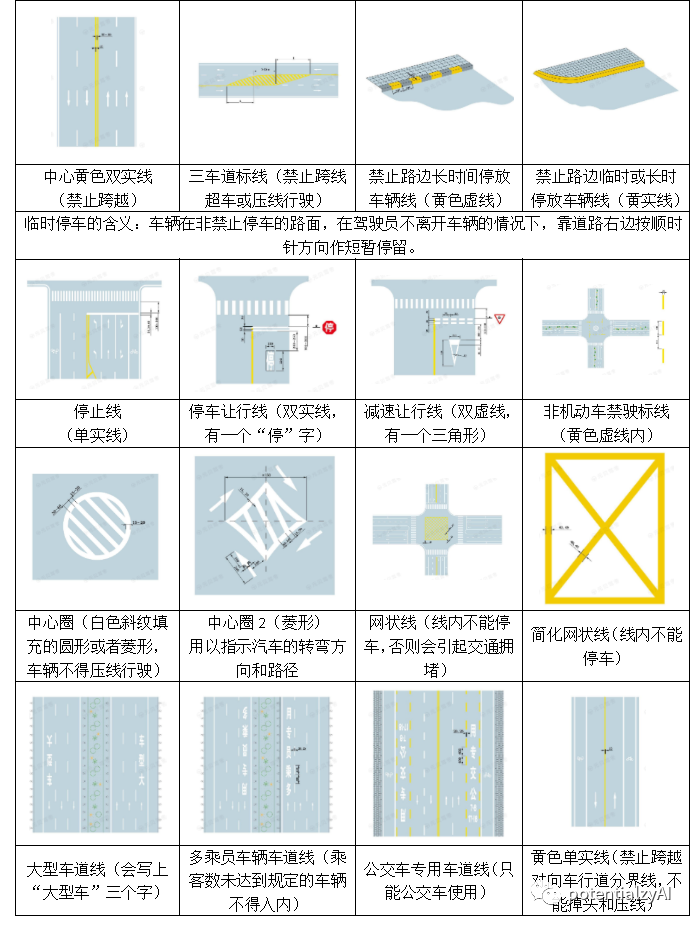 中心黄色双实线
（禁止跨越）
三车道标线（禁止跨线
超车或压线行驶）
禁止路边长时间停放
车辆线（黄色虚线）
禁止路边临时或长时
停放车辆线（黄实线）
临时停车的含义：车辆在非禁止停车的路面，在驾驶员不离开车辆的情况下，靠道路右边按顺时
针方向作短暂停留。
停
停止线
（单实线）
停车让行线（双实线，
有一个“停”字）
减速让行线（双虚线，
有一个三角形）
非机动车禁驶标线
（黄色虚线内）
中心圈（白色斜纹填
充的圆形或者菱形，
车辆不得压线行驶）
中心圈2（菱形）
用以指示汽车的转弯方
向和路径
网状线（线内不能停
车，否则会引起交通拥
堵）
简化网状线（线内不能
停车）
大型车道线（会写上
“大型车”三个字）
多乘员车辆车道线（乘
客数未达到规定的车辆
不得入内）
公交车专用车道线（只
能公交车使用）
黄色单实线（禁止跨越
对向车行道分界线，不
能掉头和压线）
potentialzyAI